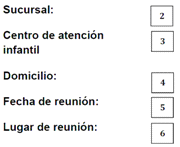 Sucursal: 2
Centro de atención 3
infantil
Domicilio: 4
Fecha de reunión: 5
Lugar de reunión: 6